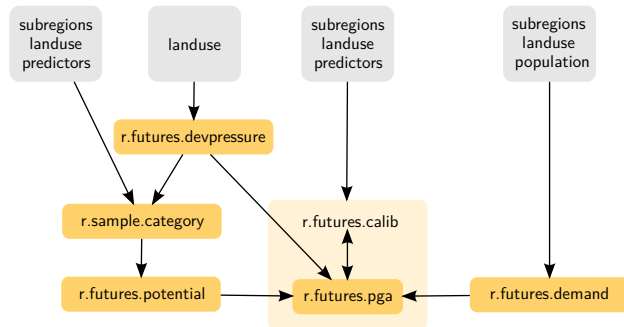 subregions
landuse
predictors
landuse
subregions
landuse
predictors
subregions
landuse
population
r.futures.devpressure
r.sample.category
r.futures.calib
r.futures.potential
r.futures.pga
r.futures.demand